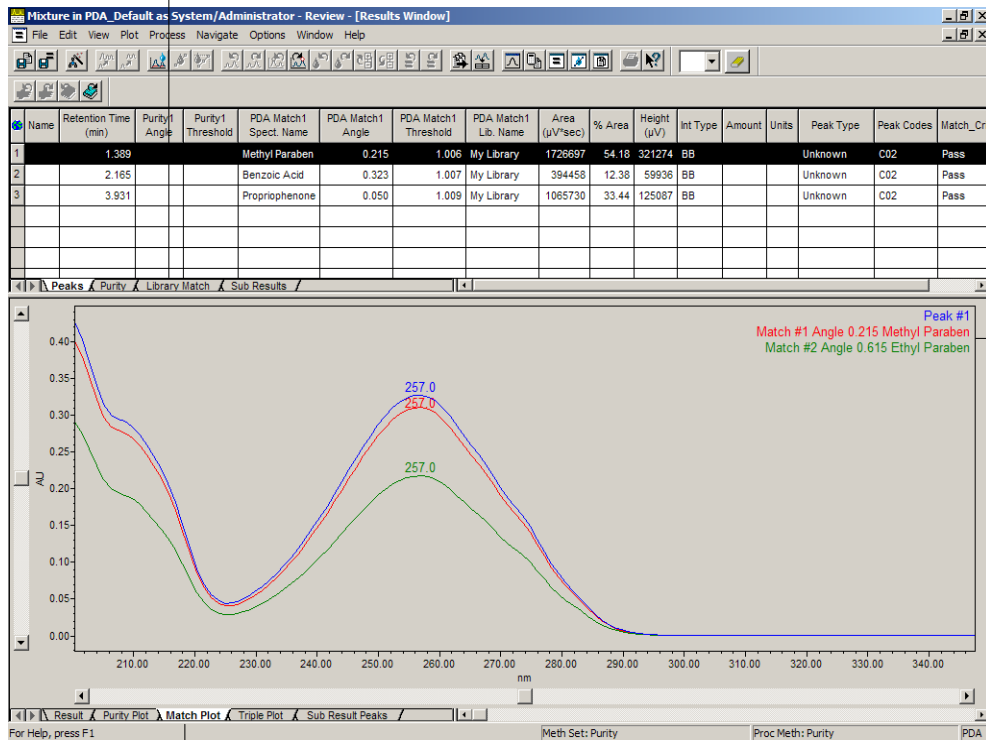 Mixture in PDA_Default as System/Administrator - Review - [Results Window]
File Edit View Plot Process Navigate Options Window Help
Name Retention Time (min) Purity1 Angle Purity1 Threshold PDA Match1 Spect. Name PDA Match1 Angle PDA Match1 Threshold PDA Match1 Lib. Name Area (µV*sec) % Area Height (µV) Int Type Amount Units Peak Type Peak Codes Match_Cr
1 1.389 Methyl Paraben 0.215 1.006 My Library 1726697 54.18 321274 BB Unknown C02 Pass
2 2.165 Benzoic Acid 0.323 1.007 My Library 394458 12.38 59936 BB Unknown C02 Pass
3 3.931 Propriophenone 0.050 1.009 My Library 1065730 33.44 125087 BB Unknown C02 Pass
Peaks Purity Library Match Sub Results
Peak #1
Match #1 Angle 0.215 Methyl Paraben
Match #2 Angle 0.615 Ethyl Paraben
257.0
257.0
257.0
AU
0.40
0.35
0.30
0.25
0.20
0.15
0.10
0.05
0.00
210.00 220.00 230.00 240.00 250.00 260.00 270.00 280.00 290.00 300.00 310.00 320.00 330.00 340.00
nm
Result Purity Plot Match Plot Triple Plot Sub Result Peaks
For Help, press F1 Meth Set: Purity Proc Meth: Purity PDA